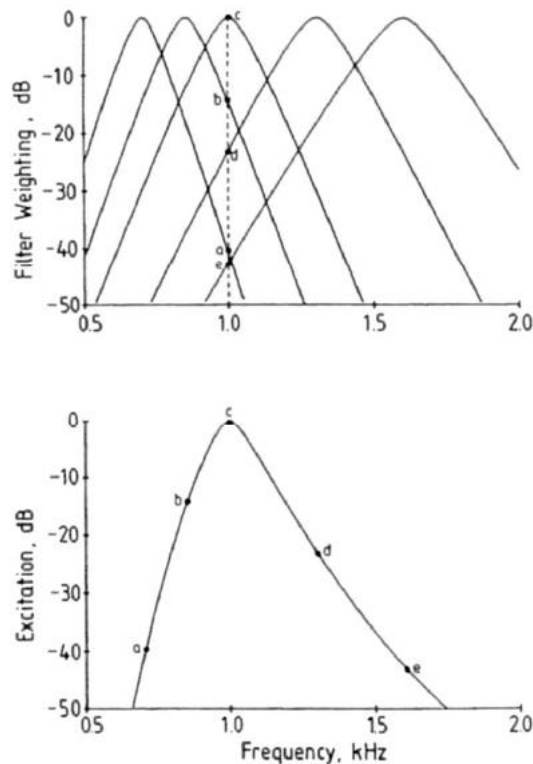 Filter Weighting, dB
0
-10
-20
-30
-40
-50
c
b
d
a
e
0.5 1.0 1.5 2.0
Excitation, dB
0
-10
-20
-30
-40
-50
c
b
d
a
e
0.5 1.0 1.5 2.0
Frequency, kHz